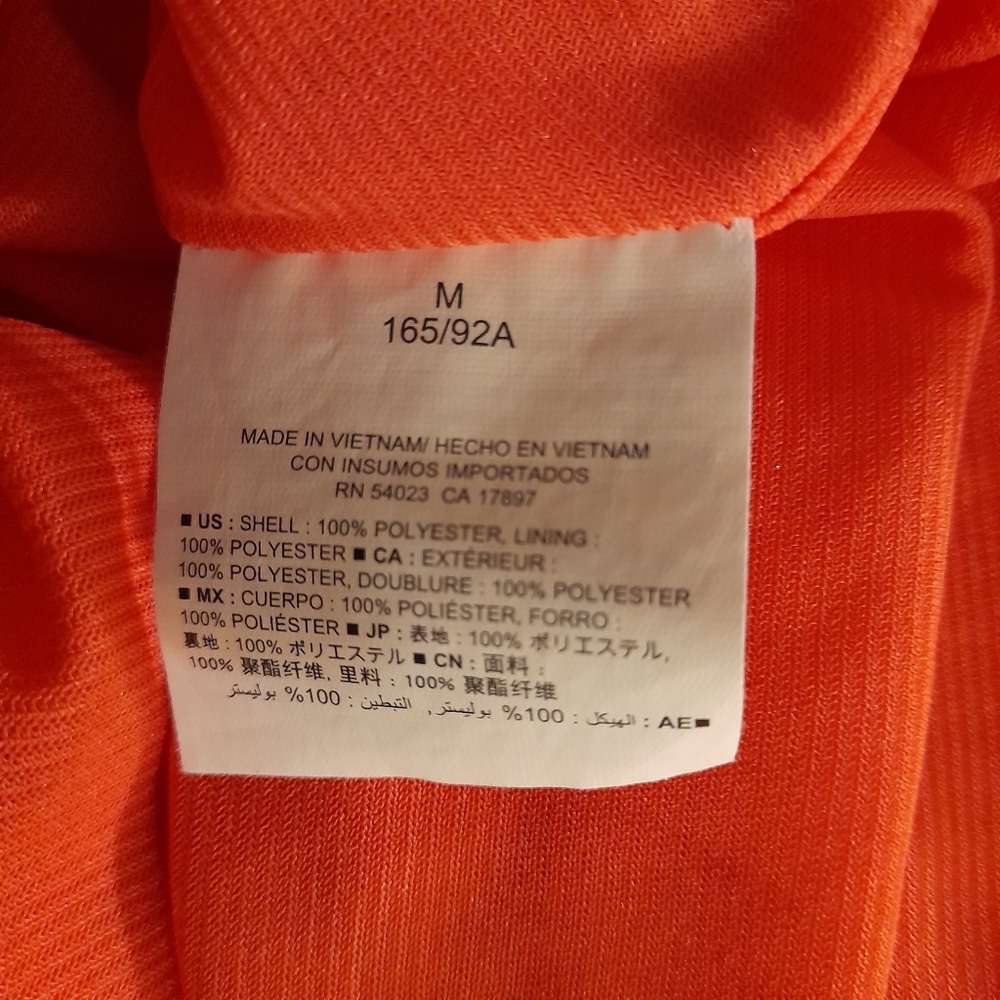 M
165/92A
MADE IN VIETNAM/ HECHO EN VIETNAM
CON INSUMOS IMPORTADOS
RN 54023 CA 17897
■ US : SHELL : 100% POLYESTER, LINING :
100% POLYESTER ■ CA : EXTÉRIEUR :
100% POLYESTER, DOUBLURE : 100% POLYESTER
■ MX : CUERPO : 100% POLIÉSTER, FORRO :
100% POLIÉSTER ■ JP : 表地 : 100% ポリエステル,
裏地 : 100% ポリエステル ■ CN : 面料 :
100% 聚酯纤维, 里料 : 100% 聚酯纤维
■AE : الهيكل : 100% بوليستر, التبطين : 100% بوليستر